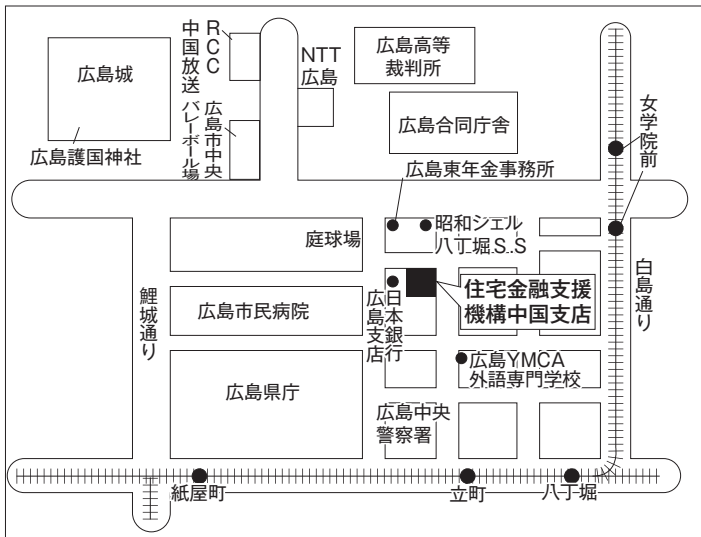 広島城
広島護国神社
RCC
中国放送
広島市中央
バレーボール場
NTT
広島
広島高等
裁判所
広島合同庁舎
女学院前
広島東年金事務所
昭和シェル
八丁堀S.S
庭球場
鯉城通り
白島通り
広島市民病院
日本銀行
広島支店
住宅金融支援
機構中国支店
広島YMCA
外語専門学校
広島県庁
広島中央
警察署
紙屋町
立町
八丁堀